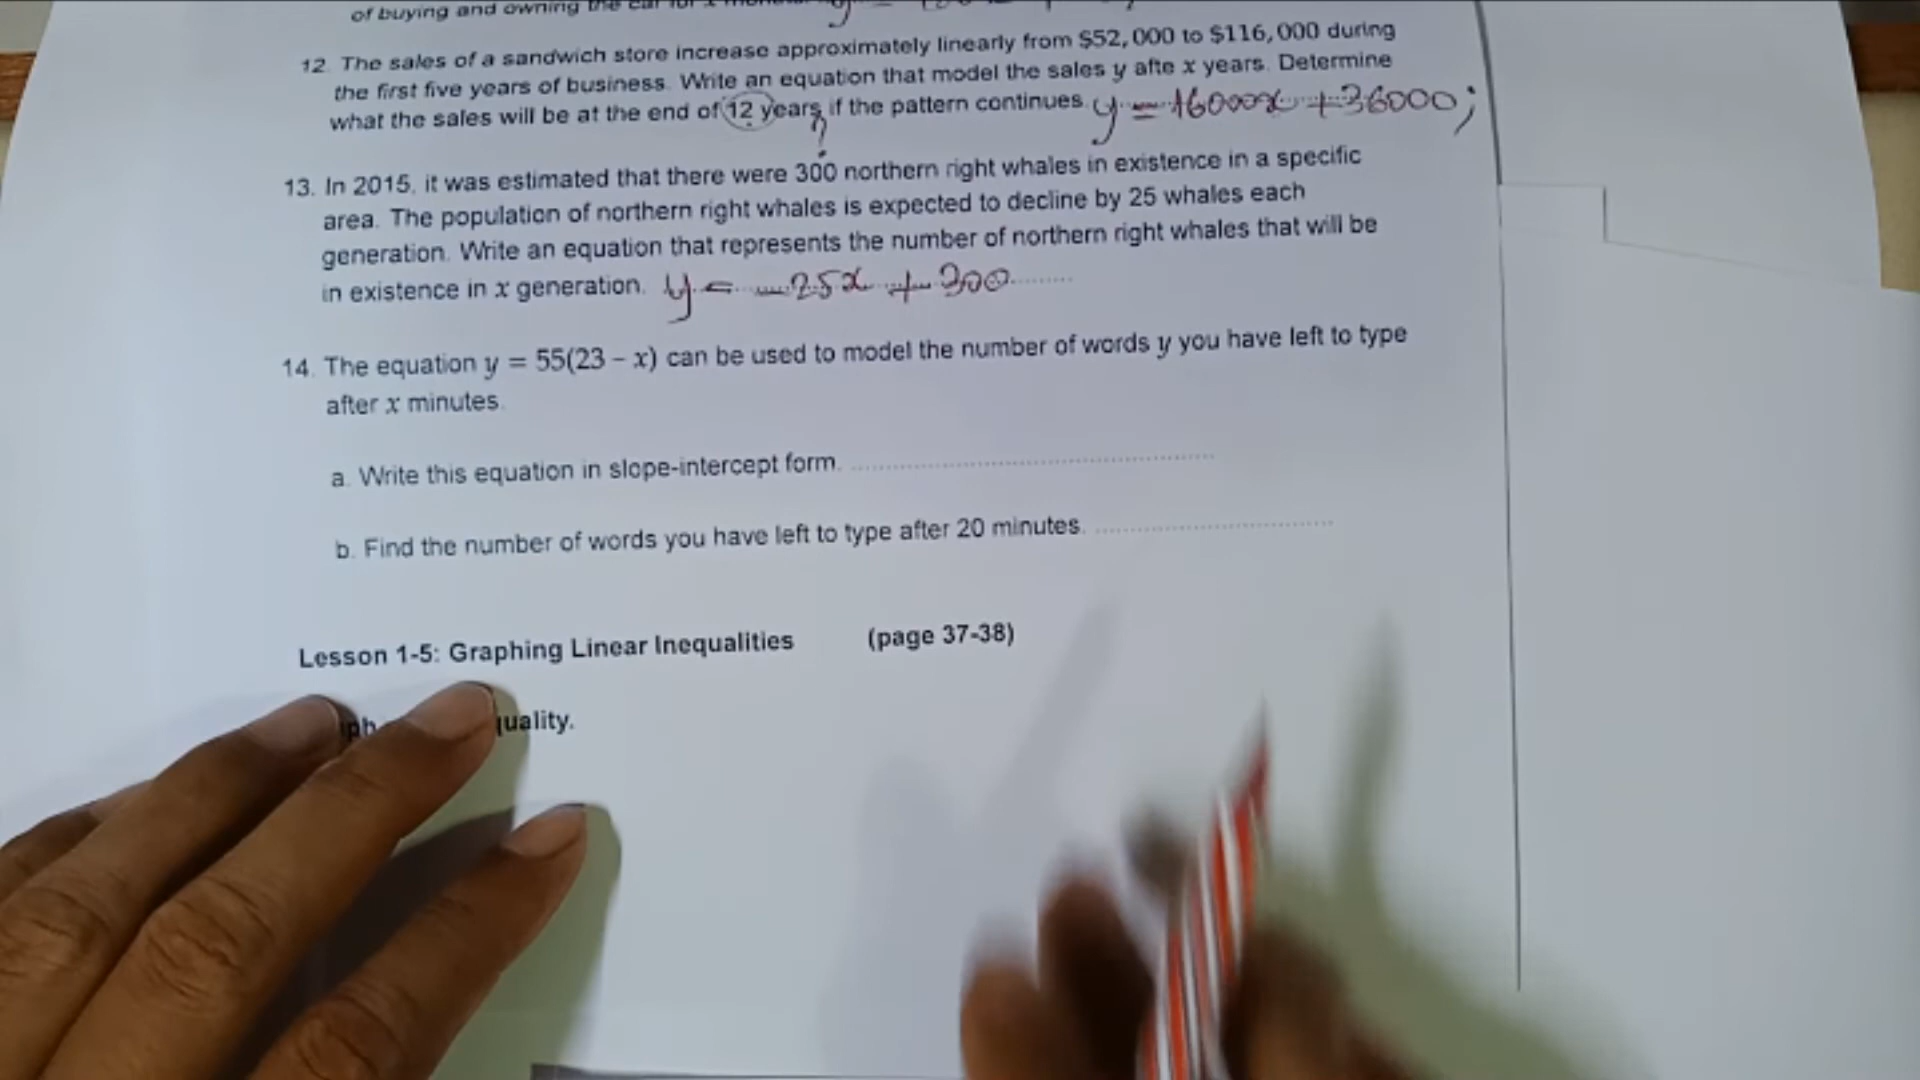 of buying and owning the car for x
12. The sales of a sandwich store increase approximately linearly from $52,000 to $116,000 during
the first five years of business. Write an equation that model the sales y afte x years. Determine
what the sales will be at the end of 12 years if the pattern continues. y = 16000x + 36000;
?
13. In 2015, it was estimated that there were 300 northern right whales in existence in a specific
area. The population of northern right whales is expected to decline by 25 whales each
generation. Write an equation that represents the number of northern right whales that will be
in existence in x generation. y = -25x + 300
14. The equation y = 55(23 − x) can be used to model the number of words y you have left to type
after x minutes.
a. Write this equation in slope-intercept form.
b. Find the number of words you have left to type after 20 minutes.
Lesson 1-5: Graphing Linear Inequalities (page 37-38)